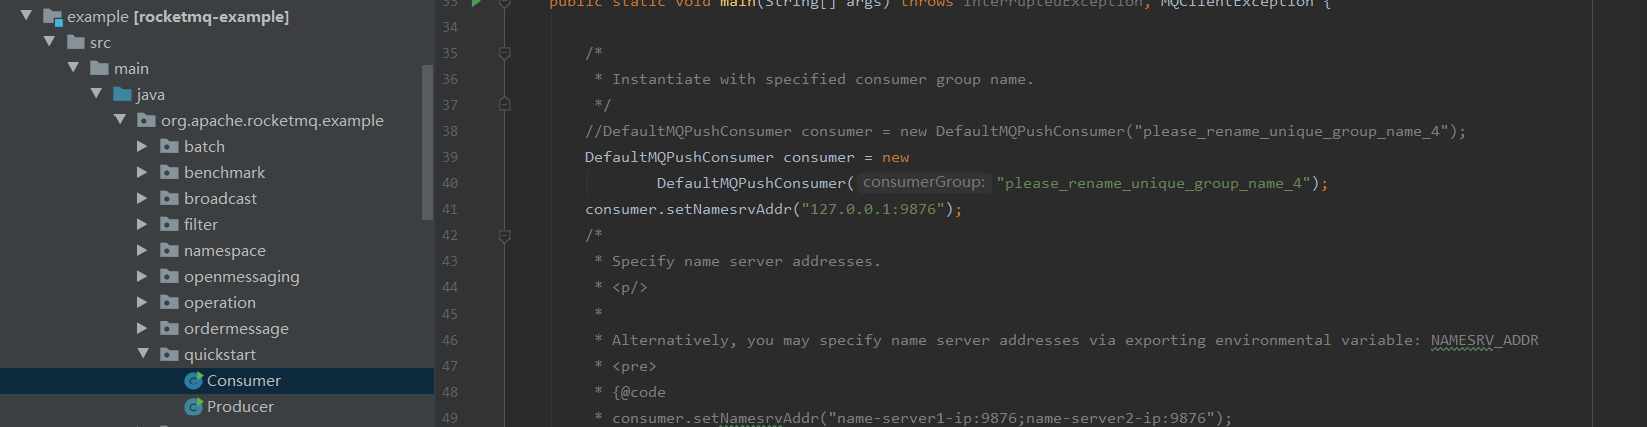 example [rocketmq-example]
src
main
java
org.apache.rocketmq.example
batch
benchmark
broadcast
filter
namespace
openmessaging
operation
ordermessage
quickstart
Consumer
Producer
33 public static void main(String[] args) throws InterruptedException, MQClientException {
34
35 /*
36 * Instantiate with specified consumer group name.
37 */
38 //DefaultMQPushConsumer consumer = new DefaultMQPushConsumer("please_rename_unique_group_name_4");
39 DefaultMQPushConsumer consumer = new
40 DefaultMQPushConsumer( consumerGroup: "please_rename_unique_group_name_4");
41 consumer.setNamesrvAddr("127.0.0.1:9876");
42 /*
43 * Specify name server addresses.
44 * <p/>
45 *
46 * Alternatively, you may specify name server addresses via exporting environmental variable: NAMESRV_ADDR
47 * <pre>
48 * {@code
49 * consumer.setNamesrvAddr("name-server1-ip:9876;name-server2-ip:9876");